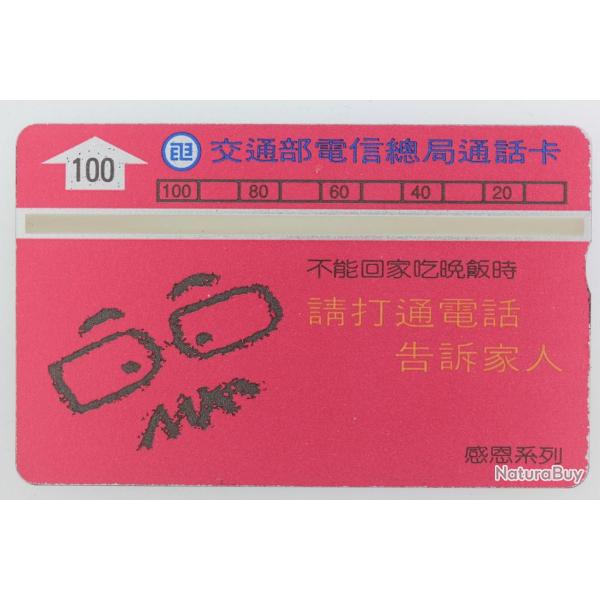 100
交通部電信總局通話卡
100 80 60 40 20
不能回家吃晚飯時
請打通電話
告訴家人
感恩系列
NaturaBuy